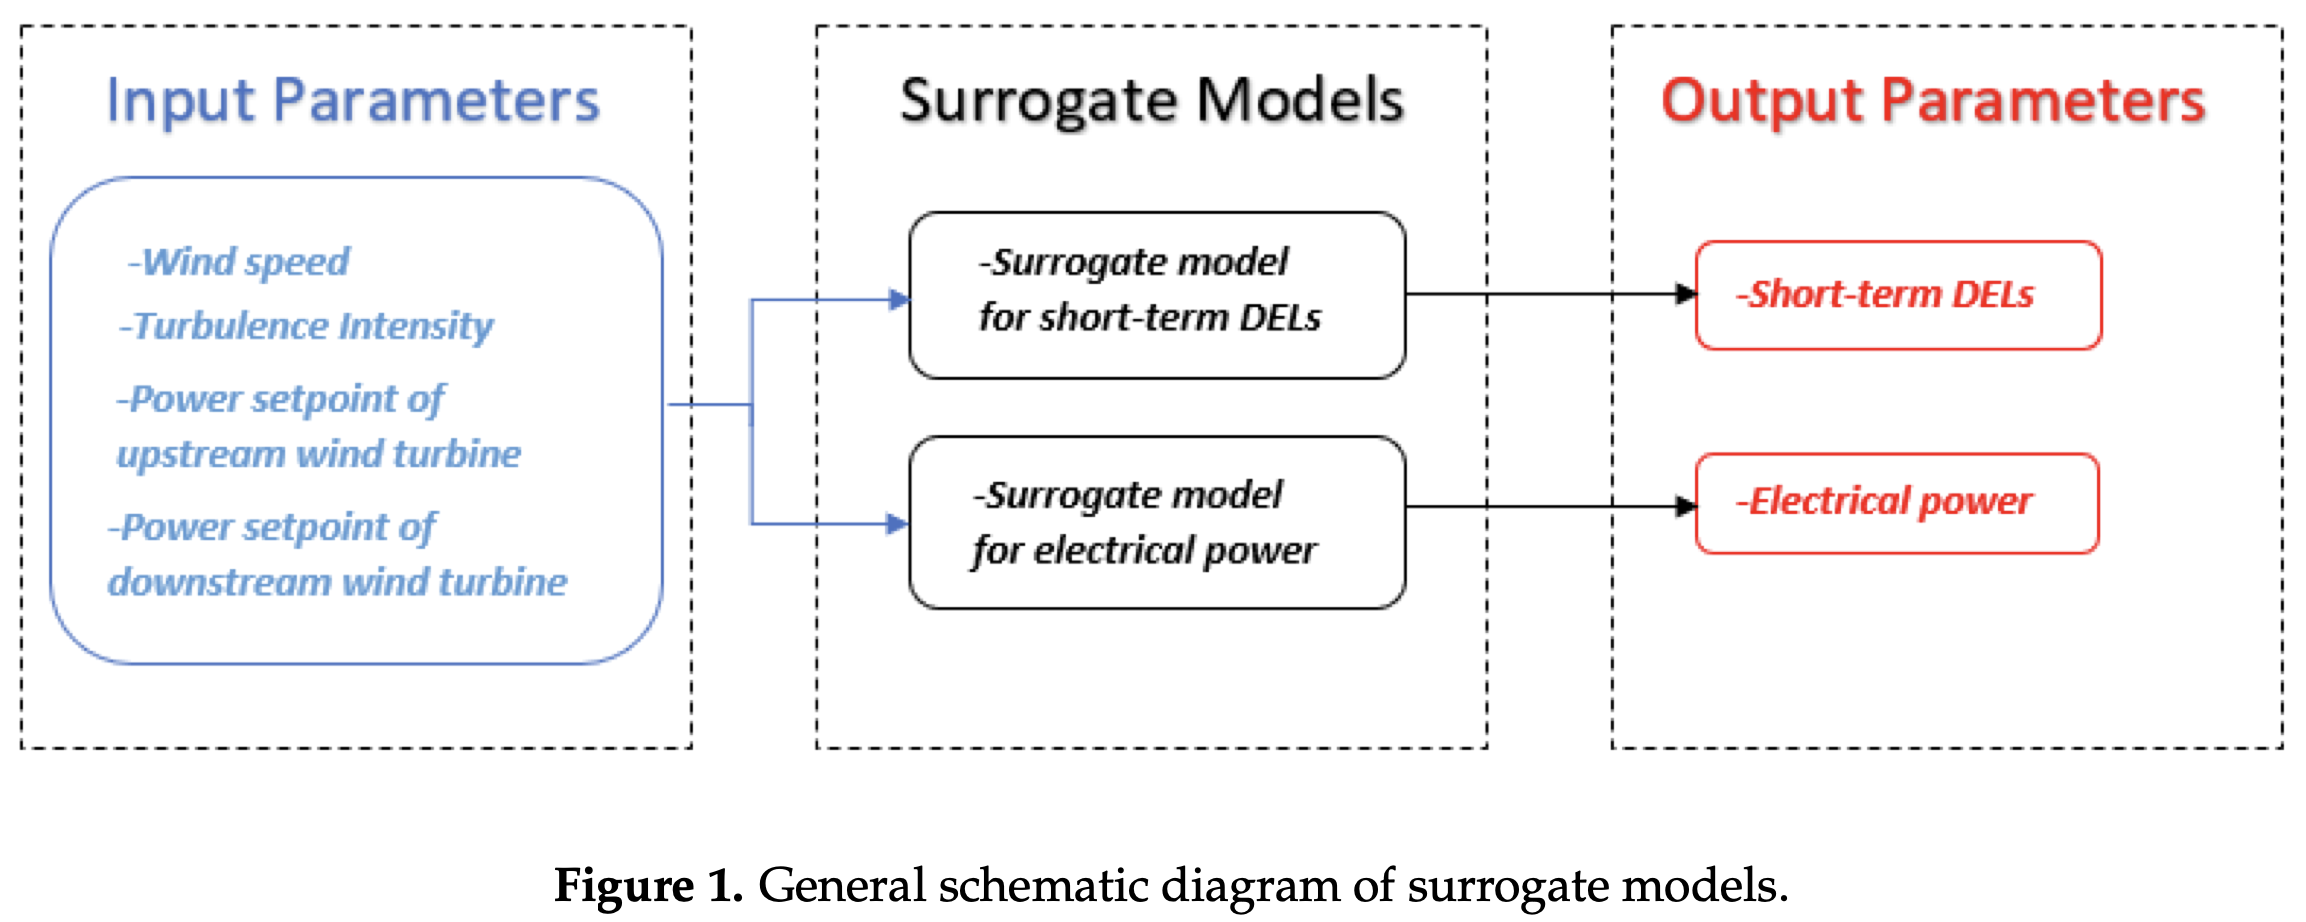 Input Parameters
-Wind speed
-Turbulence Intensity
-Power setpoint of
upstream wind turbine
-Power setpoint of
downstream wind turbine
Surrogate Models
-Surrogate model
for short-term DELs
-Surrogate model
for electrical power
Output Parameters
-Short-term DELs
-Electrical power
Figure 1. General schematic diagram of surrogate models.